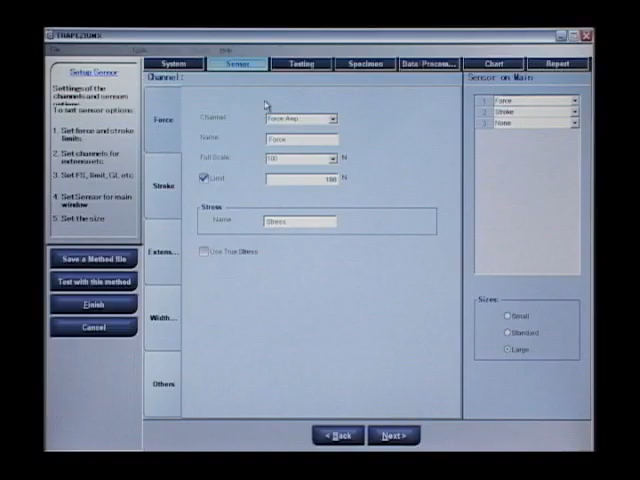 TRAPEZIUMX
File
Help
System
Sensor
Testing
Specimen
Data Process...
Chart
Report
Setup Sensor
Settings of the
channels and sensors
options
To set sensor options
1. Set force and stroke
limits.
2. Set channels for
3. Set FS, limit, GL, etc
4. Set Sensor for main
window
5. Set the size
Save a Method file
Test with this method
Finish
Cancel
Channel:
Force
Stroke
Extens...
Width...
Others
Channel:
Force Amp.
Name:
Force
Full Scale:
100
N
Limit
100
N
Stress
Name
Stress
Use True Stress
Sensor on Main
1 Force
2 Stroke
3 None
Sizes:
Small
Standard
Large
< Back
Next >